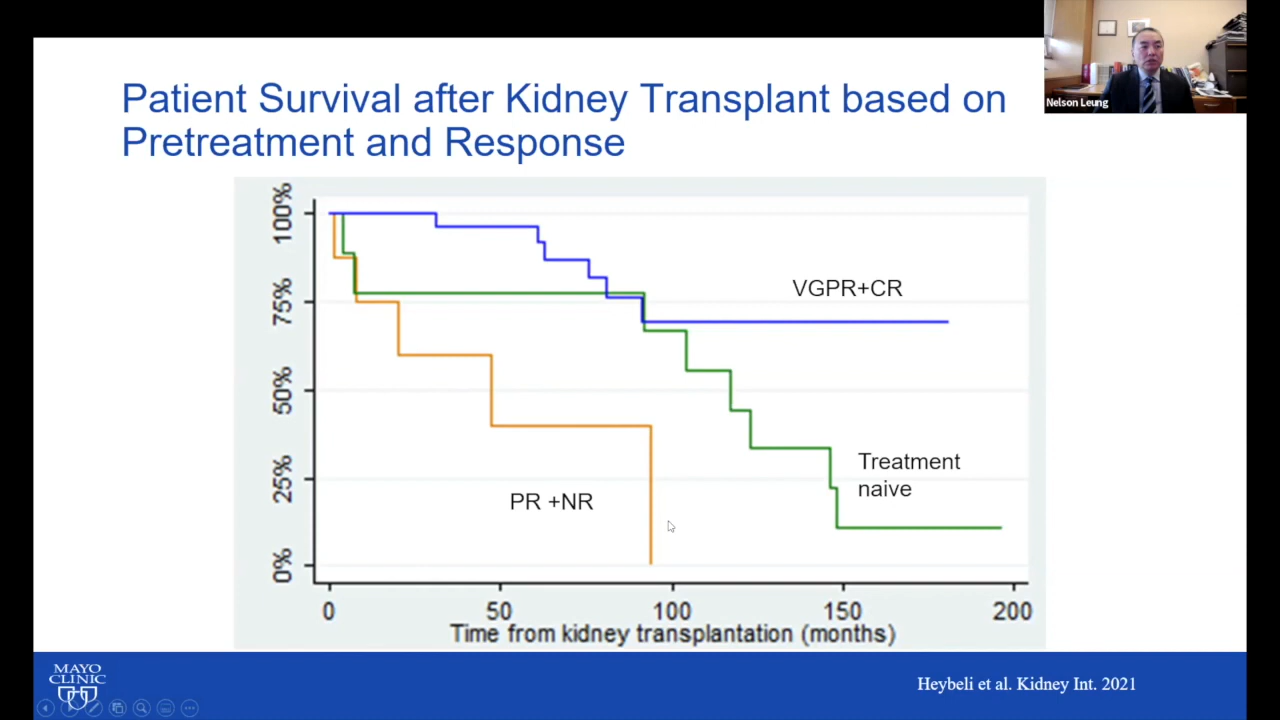 Nelson Leung
Patient Survival after Kidney Transplant based on
Pretreatment and Response
100%
75%
50%
25%
0%
VGPR+CR
Treatment
naive
PR +NR
0 50 100 150 200
Time from kidney transplantation (months)
MAYO
CLINIC
Heybeli et al. Kidney Int. 2021